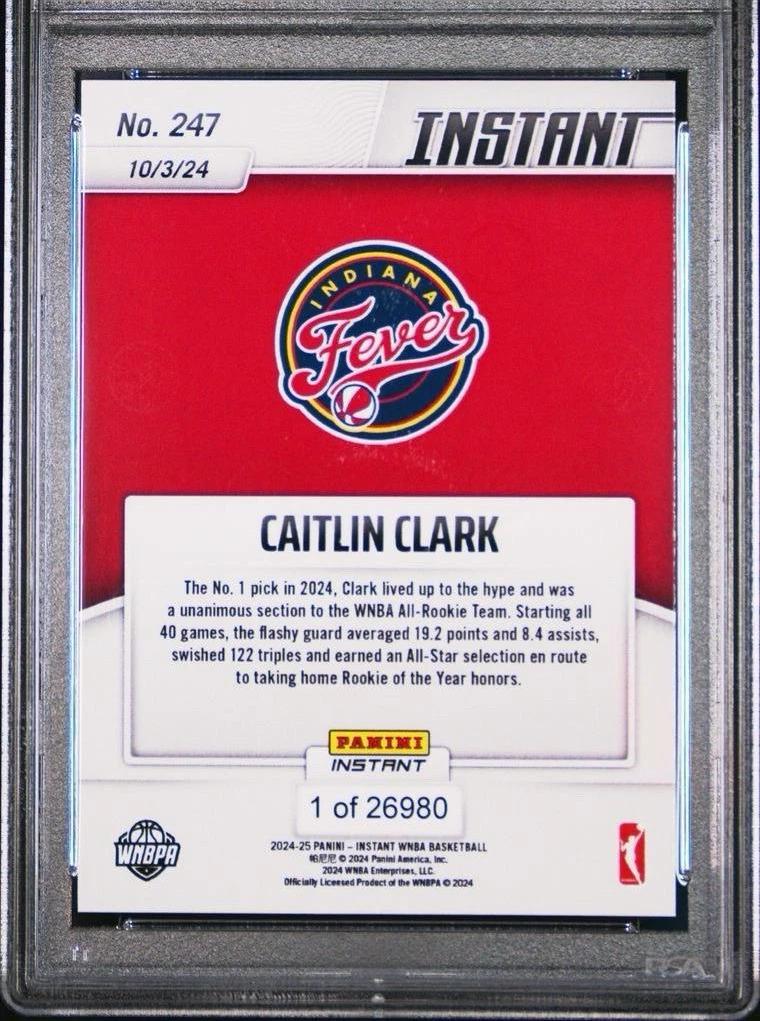 No. 247
INSTANT
10/3/24
INDIANA
Fever
CAITLIN CLARK
The No. 1 pick in 2024, Clark lived up to the hype and was
a unanimous section to the WNBA All-Rookie Team. Starting all
40 games, the flashy guard averaged 19.2 points and 8.4 assists,
swished 122 triples and earned an All-Star selection en route
to taking home Rookie of the Year honors.
PANINI
INSTANT
1 of 26980
WNBPA
2024-25 PANINI – INSTANT WNBA BASKETBALL
帕尼尼 © 2024 Panini America, Inc.
2024 WNBA Enterprises, LLC.
Officially Licensed Product of the WNBPA © 2024
PSA